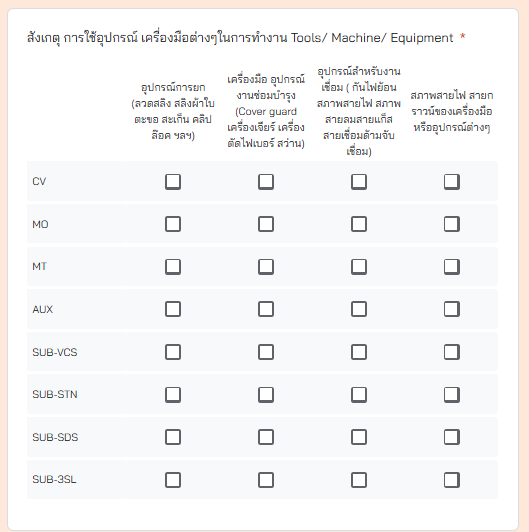 สังเกตุ การใช้อุปกรณ์ เครื่องมือต่างๆในการทำงาน Tools/ Machine/ Equipment *
อุปกรณ์การยก
(ลวดสลิง สลิงผ้าใบ
ตะขอ สะเก็น คลิป
ล๊อค ฯลฯ)
เครื่องมือ อุปกรณ์
งานซ่อมบำรุง
(Cover guard
เครื่องเจียร์ เครื่อง
ตัดไฟเบอร์ สว่าน)
อุปกรณ์สำหรับงาน
เชื่อม ( กันไฟย้อน
สภาพสายไฟ สภาพ
สายลมสายแก็ส
สายเชื่อมด้ามจับ
เชื่อม)
สภาพสายไฟ สายก
ราวน์ของเครื่องมือ
หรืออุปกรณ์ต่างๆ
CV
MO
MT
AUX
SUB-VCS
SUB-STN
SUB-SDS
SUB-3SL